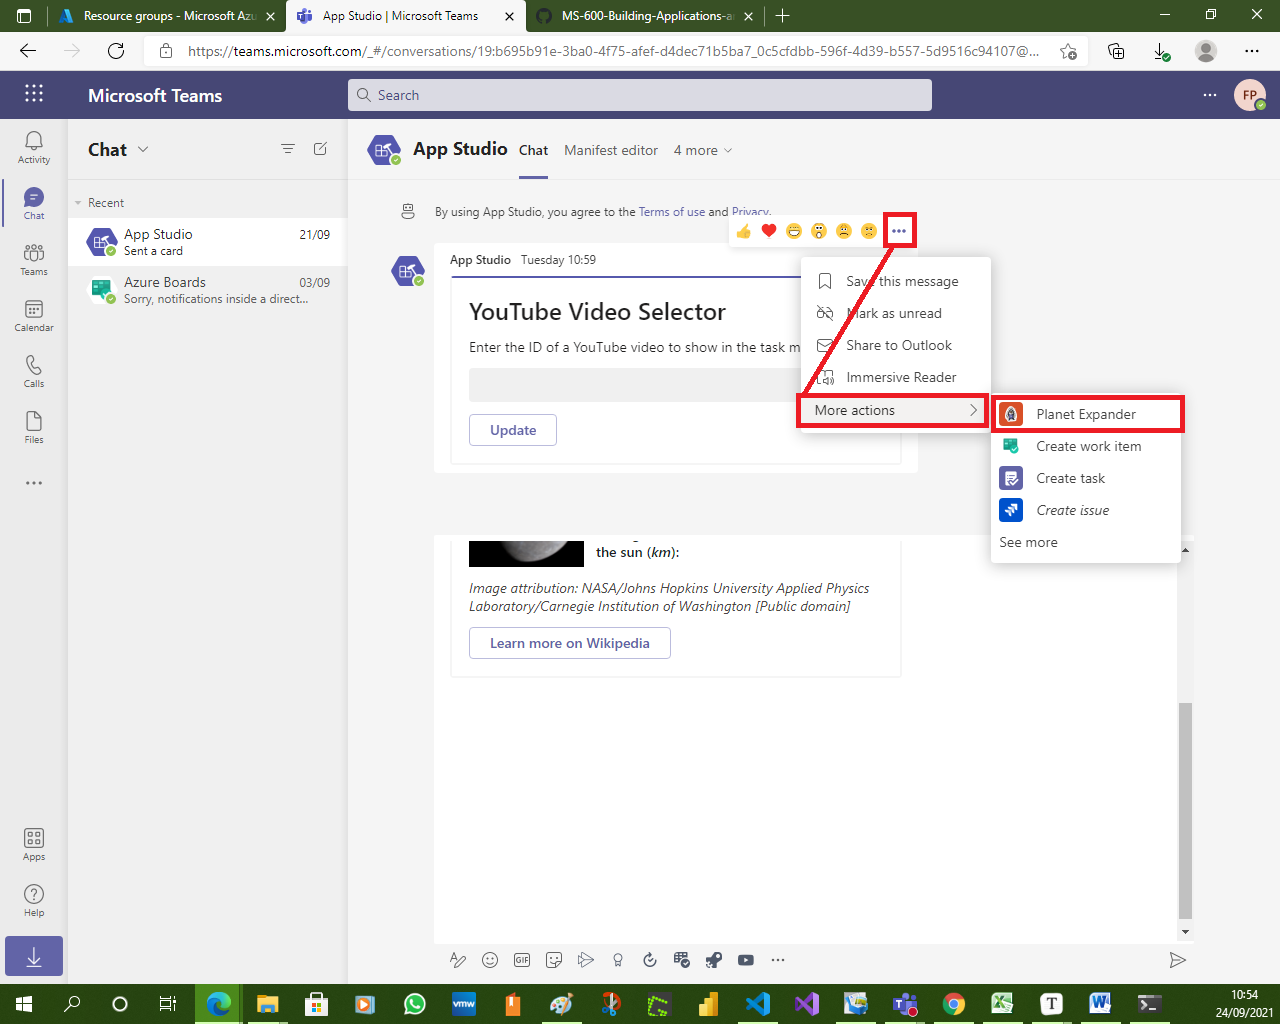 Resource groups - Microsoft Azu
App Studio | Microsoft Teams
MS-600-Building-Applications-a
https://teams.microsoft.com/_#/conversations/19:b695b91e-3ba0-4f75-afef-d4dec71b5ba7_0c5cfdbb-596f-4d39-b557-5d9516c94107@...
Microsoft Teams
Search
FP
Activity
Chat
Teams
Calendar
Calls
Files
Apps
Help
Chat
Recent
App Studio 21/09
Sent a card
Azure Boards 03/09
Sorry, notifications inside a direct...
App Studio Chat Manifest editor 4 more
By using App Studio, you agree to the Terms of use and Privacy.
App Studio Tuesday 10:59
YouTube Video Selector
Enter the ID of a YouTube video to show in the task m
Update
Save this message
Mark as unread
Share to Outlook
Immersive Reader
More actions
Planet Expander
Create work item
Create task
Create issue
See more
the sun (km):
Image attribution: NASA/Johns Hopkins University Applied Physics
Laboratory/Carnegie Institution of Washington [Public domain]
Learn more on Wikipedia
GIF
vmw
T
10:54
24/09/2021